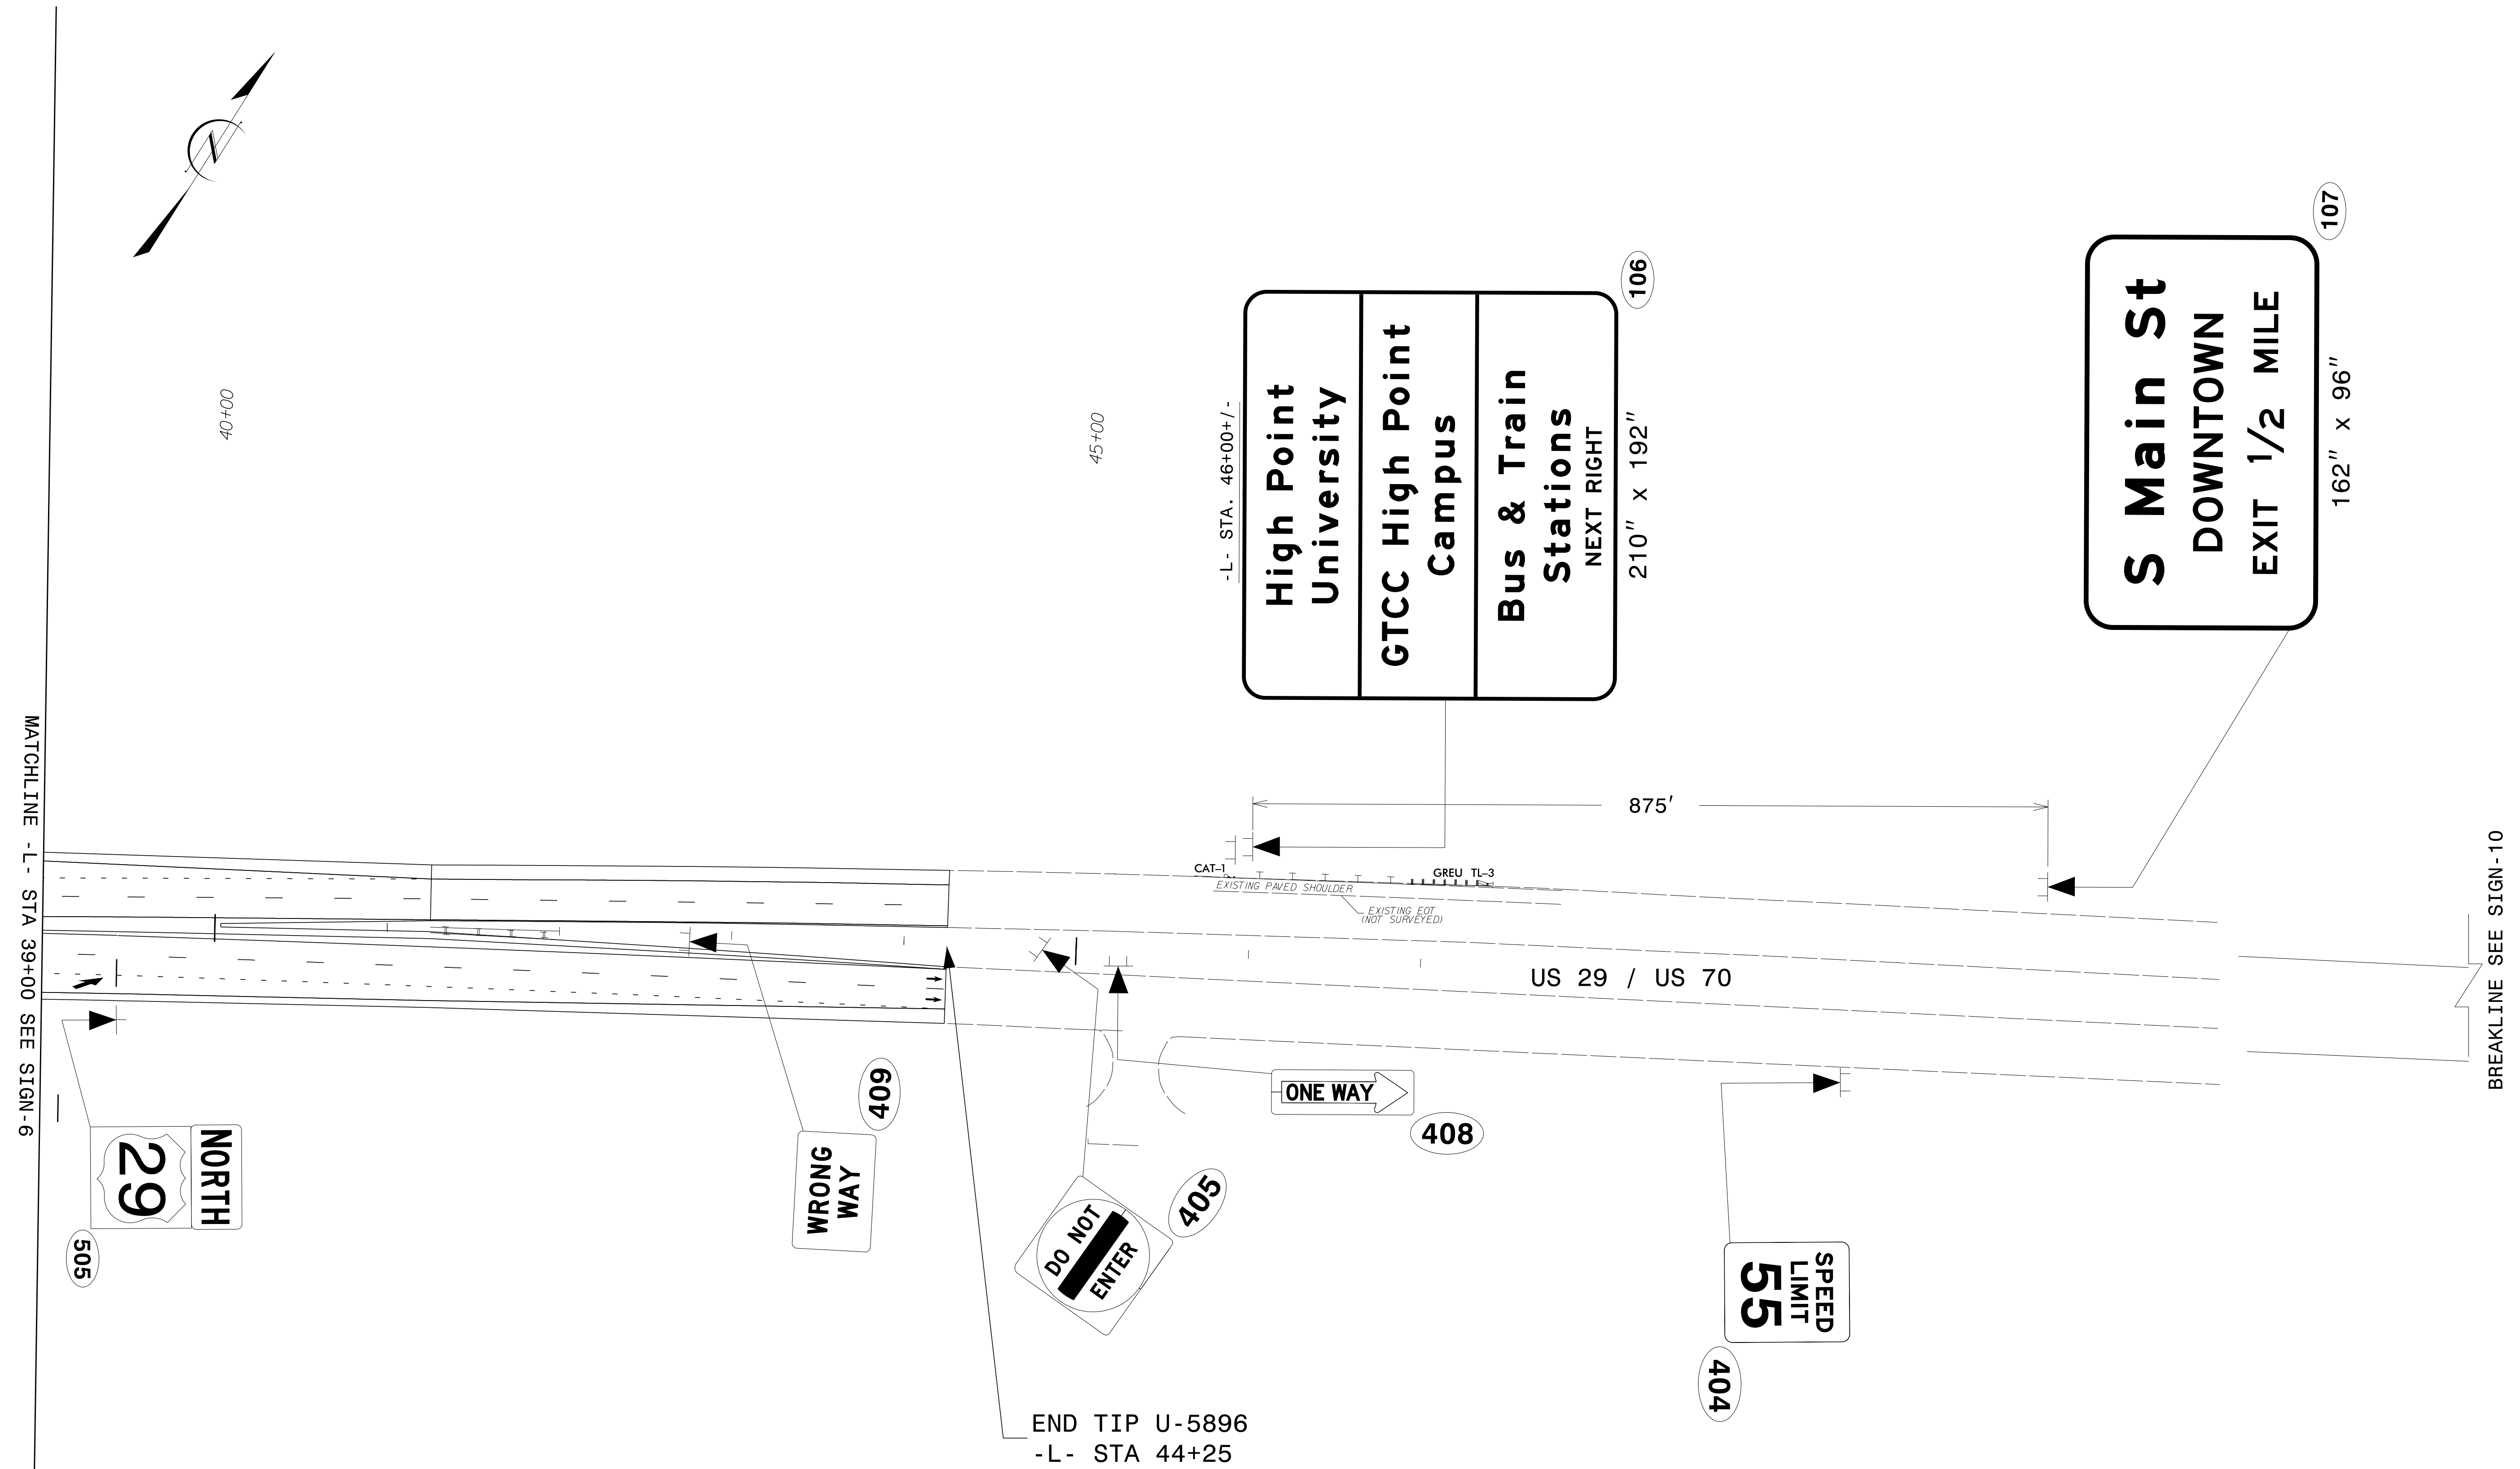 N
40+00
45+00
106
-L- STA. 46+00+/-
High Point
University
GTCC High Point
Campus
Bus & Train
Stations
NEXT RIGHT
210" x 192"
107
S Main St
DOWNTOWN
EXIT 1/2 MILE
162" x 96"
875'
CAT-1
GREU TL-3
EXISTING PAVED SHOULDER
EXISTING EOT
(NOT SURVEYED)
US 29 / US 70
MATCHLINE -L- STA 39+00 SEE SIGN-6
BREAKLINE SEE SIGN-10
NORTH
29
505
409
WRONG
WAY
DO NOT
ENTER
405
ONE WAY
408
SPEED
LIMIT
55
404
END TIP U-5896
-L- STA 44+25